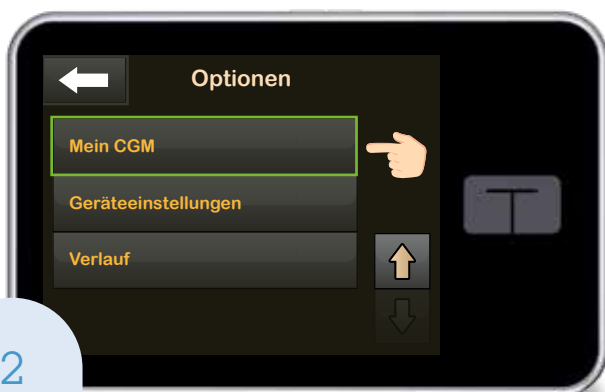 Optionen
Mein CGM
Geräteeinstellungen
Verlauf
2